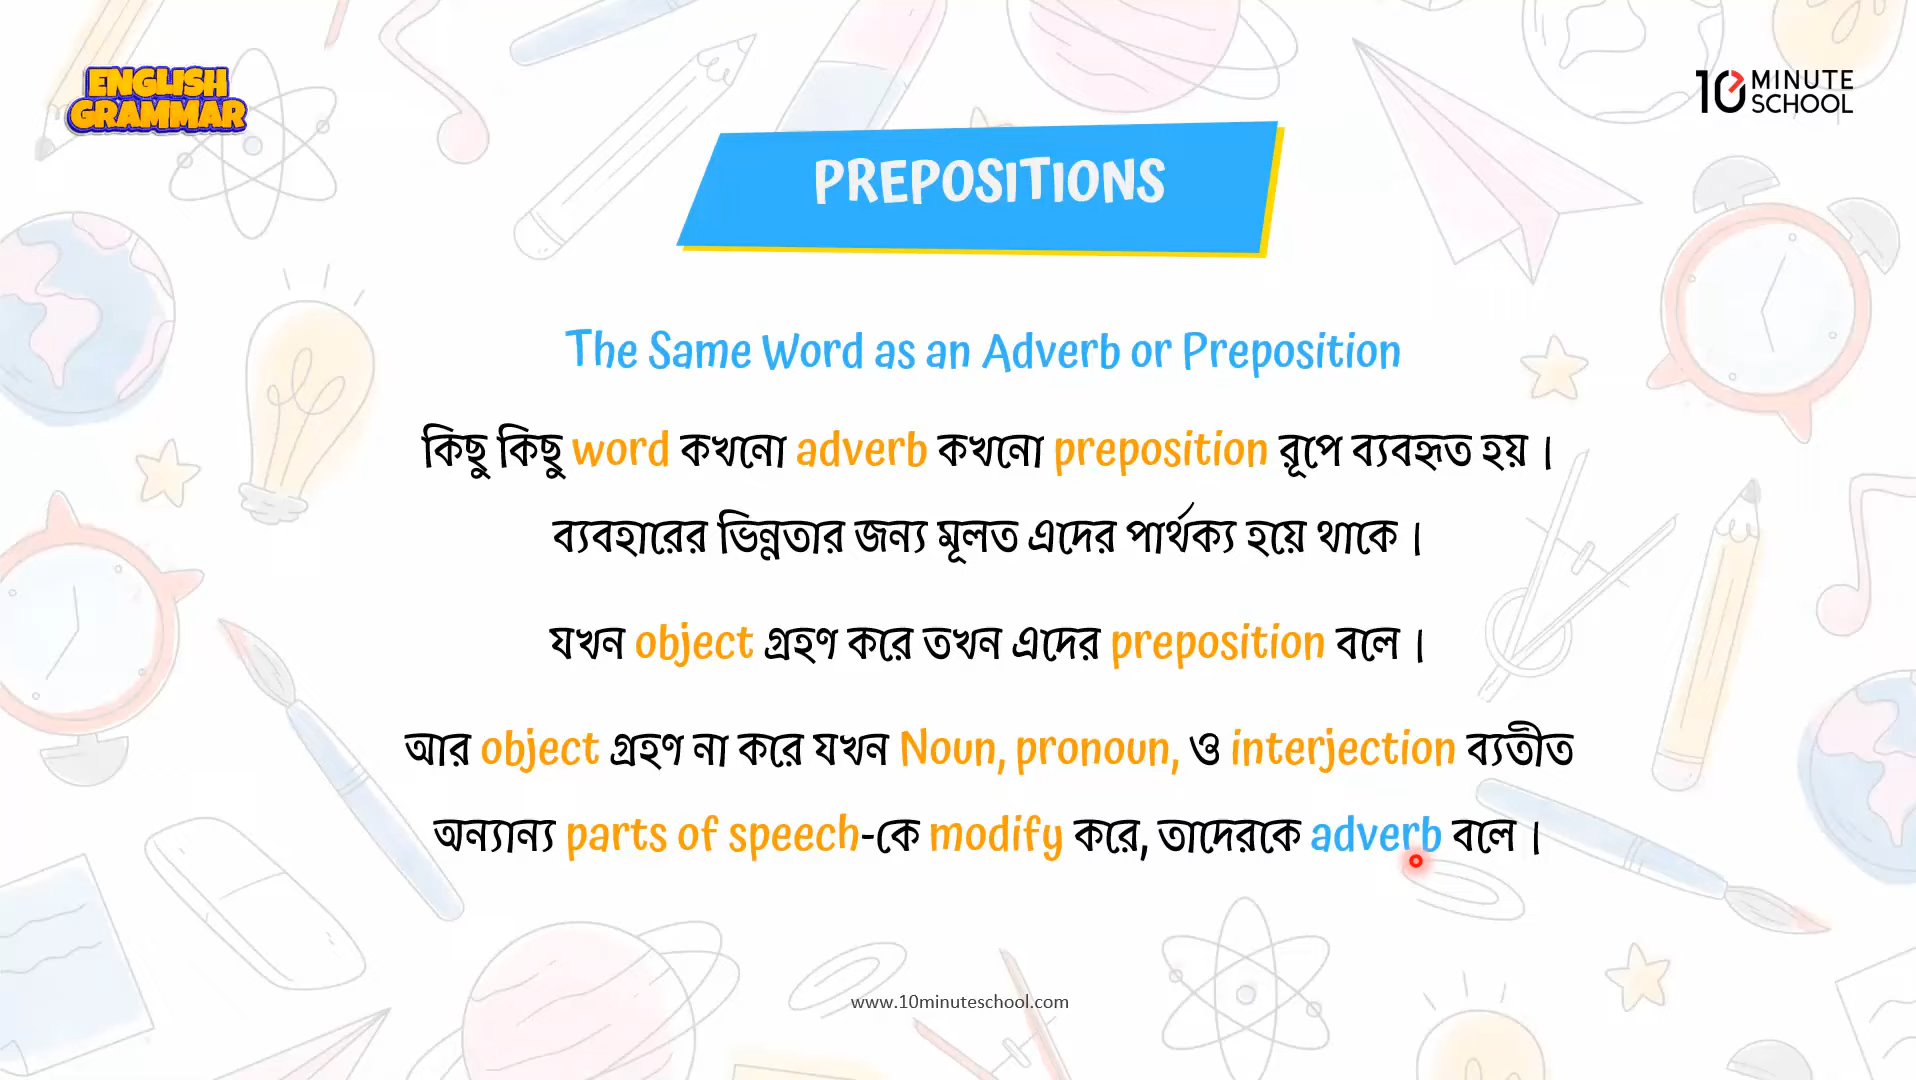 ENGLISH
GRAMMAR
10 MINUTE
SCHOOL
PREPOSITIONS
The Same Word as an Adverb or Preposition
কিছু কিছু word কখনো adverb কখনো preposition রূপে ব্যবহৃত হয় ।
ব্যবহারের ভিন্নতার জন্য মূলত এদের পার্থক্য হয়ে থাকে ।
যখন object গ্রহণ করে তখন এদের preposition বলে ।
আর object গ্রহণ না করে যখন Noun, pronoun, ও interjection ব্যতীত
অন্যান্য parts of speech-কে modify করে, তাদেরকে adverb বলে ।
www.10minuteschool.com